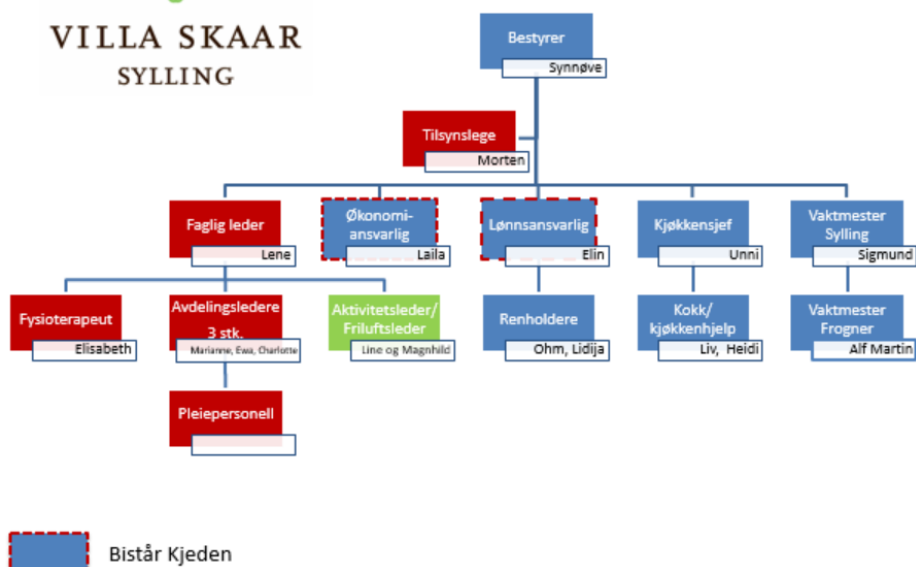 VILLA SKAAR
SYLLING
Bestyrer
Synnøve
Tilsynslege
Morten
Faglig leder
Lene
Økonomi-
ansvarlig
Laila
Lønnsansvarlig
Elin
Kjøkkensjef
Unni
Vaktmester
Sylling
Sigmund
Fysioterapeut
Elisabeth
Avdelingsledere
3 stk.
Marianne, Ewa, Charlotte
Aktivitetsleder/
Friluftsleder
Line og Magnhild
Renholdere
Ohm, Lidija
Kokk/
kjøkkenhjelp
Liv, Heidi
Vaktmester
Frogner
Alf Martin
Pleiepersonell
Bistår Kjeden